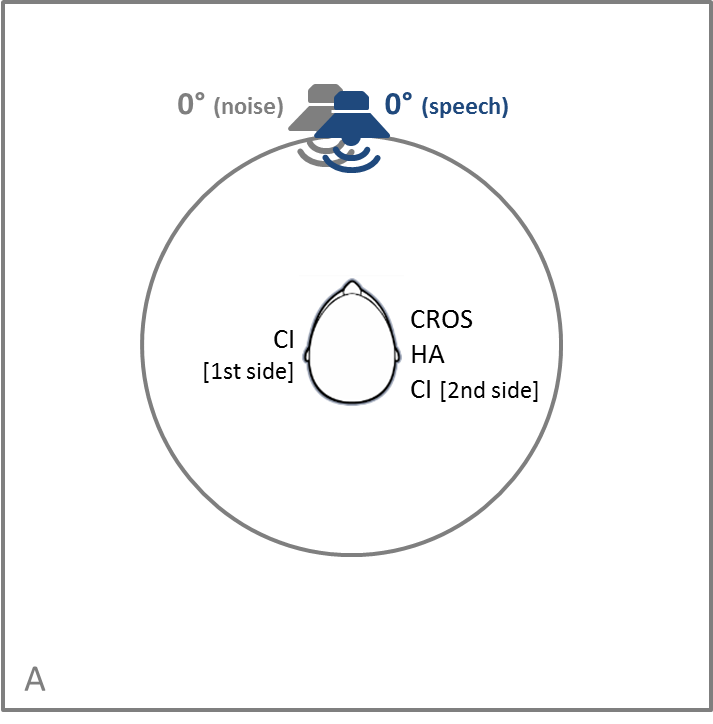 0° (noise) 0° (speech)
CI
[1st side]
CROS
HA
CI [2nd side]
A